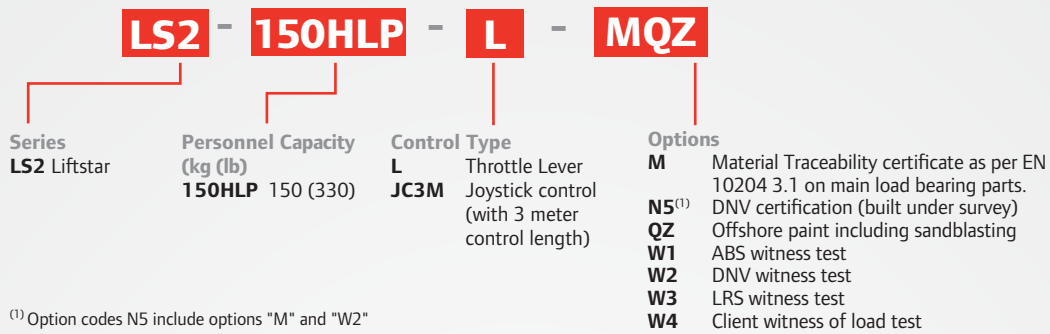 LS2 - 150HLP - L - MQZ
Series
LS2 Liftstar
Personnel Capacity
(kg (lb)
150HLP 150 (330)
Control Type
L Throttle Lever
JC3M Joystick control
(with 3 meter
control length)
Options
M Material Traceability certificate as per EN
10204 3.1 on main load bearing parts.
N5(1) DNV certification (built under survey)
QZ Offshore paint including sandblasting
W1 ABS witness test
W2 DNV witness test
W3 LRS witness test
W4 Client witness of load test
(1) Option codes N5 include options "M" and "W2"